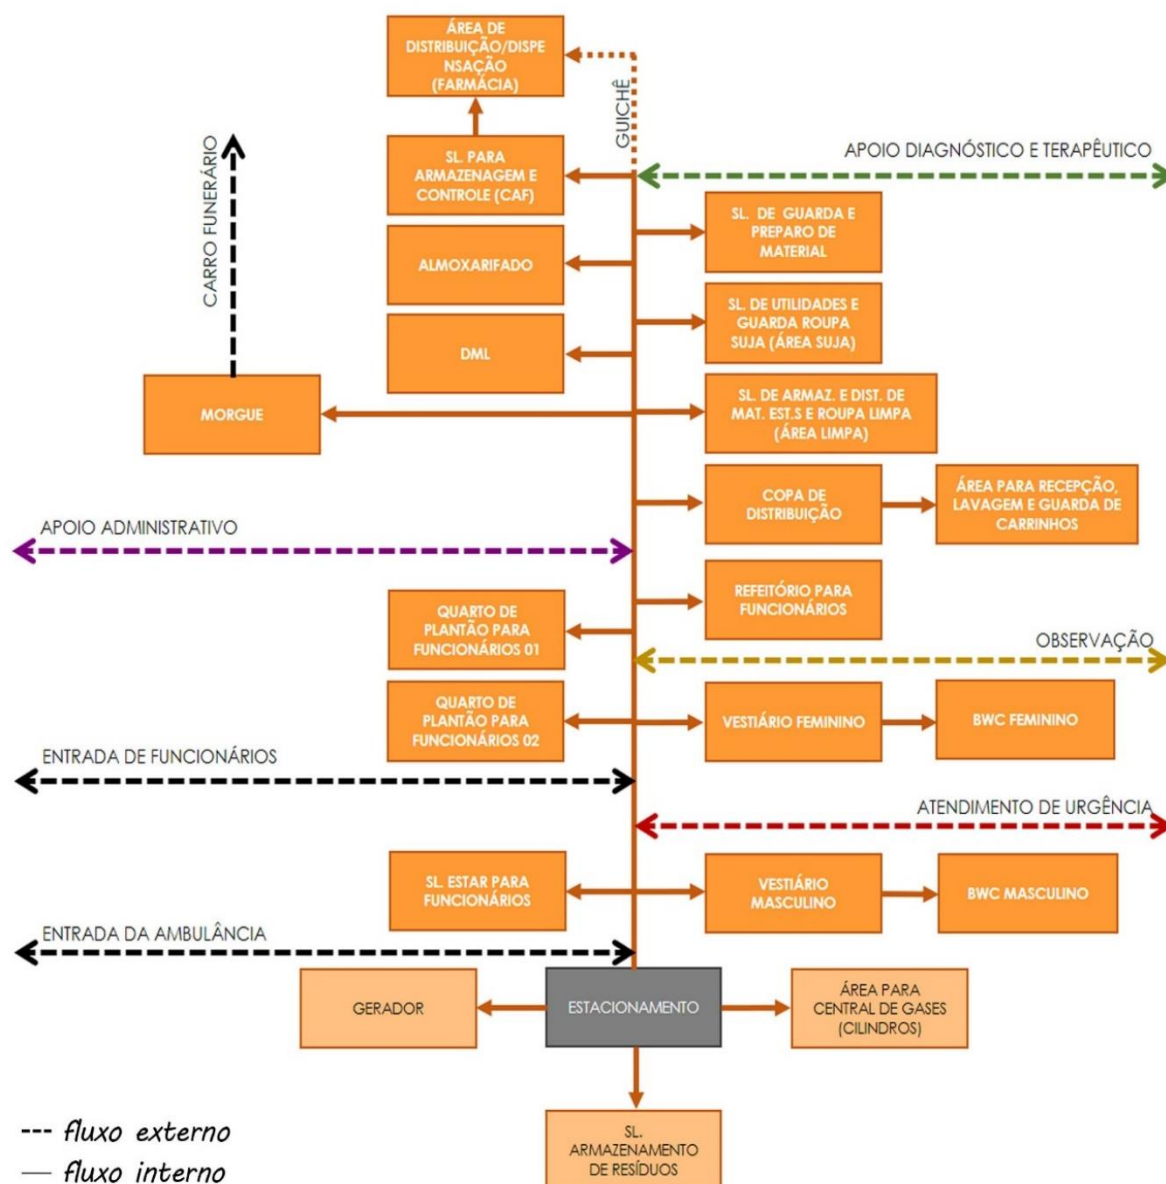 ÁREA DE
DISTRIBUIÇÃO/DISPE
NSAÇÃO
(FARMÁCIA)
GUICHÊ
CARRO FUNERÁRIO
APOIO DIAGNÓSTICO E TERAPÊUTICO
SL. PARA
ARMAZENAGEM E
CONTROLE (CAF)
SL. DE GUARDA E
PREPARO DE
MATERIAL
ALMOXARIFADO
SL. DE UTILIDADES E
GUARDA ROUPA
SUJA (ÁREA SUJA)
DML
SL. DE ARMAZ. E DIST. DE
MAT. EST.S E ROUPA LIMPA
(ÁREA LIMPA)
MORGUE
COPA DE
DISTRIBUIÇÃO
ÁREA PARA RECEPÇÃO,
LAVAGEM E GUARDA DE
CARRINHOS
APOIO ADMINISTRATIVO
REFEITÓRIO PARA
FUNCIONÁRIOS
QUARTO DE
PLANTÃO PARA
FUNCIONÁRIOS 01
OBSERVAÇÃO
QUARTO DE
PLANTÃO PARA
FUNCIONÁRIOS 02
VESTIÁRIO FEMININO
BWC FEMININO
ENTRADA DE FUNCIONÁRIOS
ATENDIMENTO DE URGÊNCIA
SL. ESTAR PARA
FUNCIONÁRIOS
VESTIÁRIO
MASCULINO
BWC MASCULINO
ENTRADA DA AMBULÂNCIA
GERADOR
ESTACIONAMENTO
ÁREA PARA
CENTRAL DE GASES
(CILINDROS)
SL.
ARMAZENAMENTO
DE RESÍDUOS
--- fluxo externo
— fluxo interno